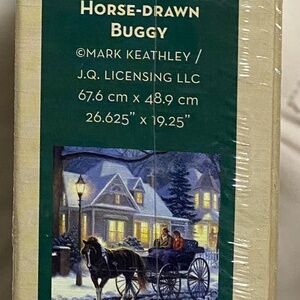 HORSE-DRAWN
BUGGY
©MARK KEATHLEY /
J.Q. LICENSING LLC
67.6 cm x 48.9 cm
26.625" x 19.25"